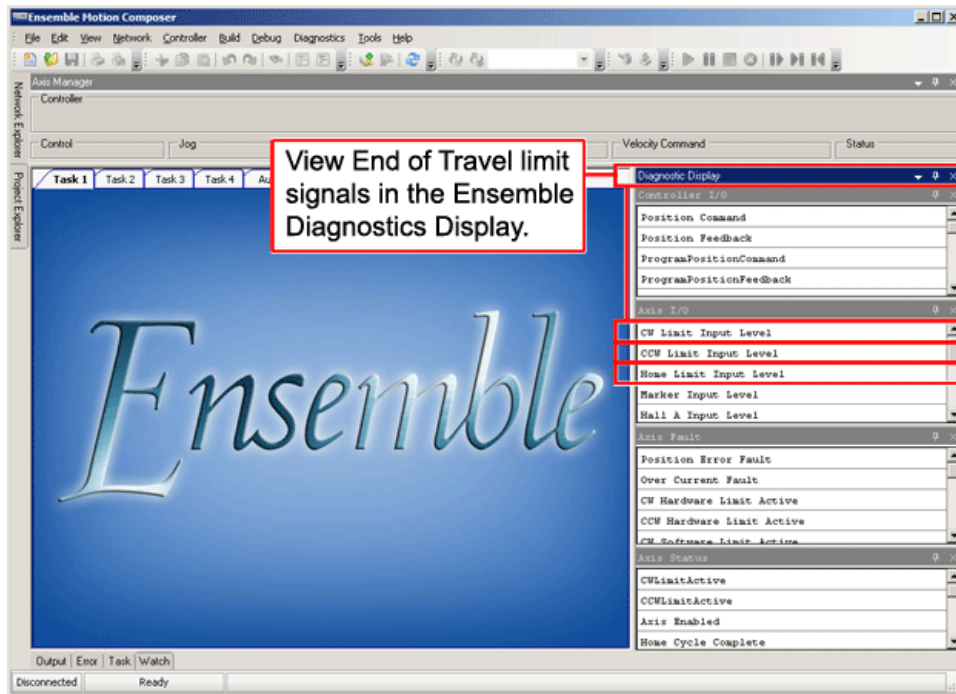 Ensemble Motion Composer
File Edit View Network Controller Build Debug Diagnostics Tools Help
Axis Manager
Controller
Control
Jog
Velocity Command
Status
Network Explorer
Project Explorer
Task 1
Task 2
Task 3
Task 4
Au
View End of Travel limit
signals in the Ensemble
Diagnostics Display.
Ensemble
Diagnostic Display
Controller I/O
Position Command
Position Feedback
ProgramPositionCommand
ProgramPositionFeedback
Axis I/O
CW Limit Input Level
CCW Limit Input Level
Home Limit Input Level
Marker Input Level
Hall A Input Level
Axis Fault
Position Error Fault
Over Current Fault
CW Hardware Limit Active
CCW Hardware Limit Active
CW Software Limit Active
Axis Status
CWLimitActive
CCWLimitActive
Axis Enabled
Home Cycle Complete
Output Error Task Watch
Disconnected
Ready